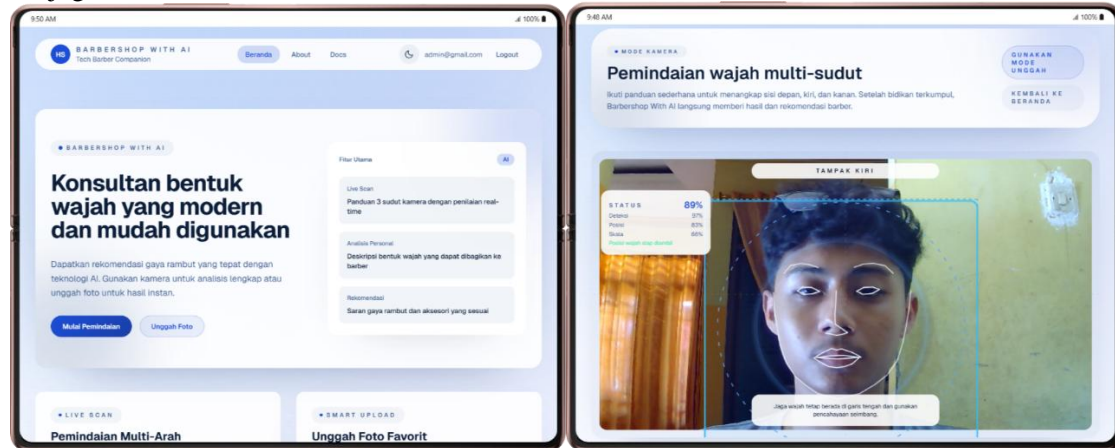 9:50 AM
100%
HS
BARBERSHOP WITH AI
Tech Barber Companion
Beranda
About
Docs
admin@gmail.com
Logout
BARBERSHOP WITH AI
Konsultan bentuk
wajah yang modern
dan mudah digunakan
Dapatkan rekomendasi gaya rambut yang tepat dengan
teknologi AI. Gunakan kamera untuk analisis lengkap atau
unggah foto untuk hasil instan.
Mulai Pemindaian
Unggah Foto
Fitur Utama
AI
Live Scan
Panduan 3 sudut kamera dengan penilaian real-
time
Analisis Personal
Deskripsi bentuk wajah yang dapat dibagikan ke
barber
Rekomendasi
Saran gaya rambut dan aksesori yang sesuai
LIVE SCAN
Pemindaian Multi-Arah
SMART UPLOAD
Unggah Foto Favorit
9:48 AM
100%
MODE KAMERA
Pemindaian wajah multi-sudut
Ikuti panduan sederhana untuk menangkap sisi depan, kiri, dan kanan. Setelah bidikan terkumpul,
Barbershop With AI langsung memberi hasil dan rekomendasi barber.
GUNAKAN
MODE
UNGGAH
KEMBALI KE
BERANDA
TAMPAK KIRI
STATUS 89%
Deteksi 97%
Posisi 83%
Skala 86%
Posisi wajah siap diambil
Jaga wajah tetap berada di garis tengah dan gunakan
pencahayaan seimbang.